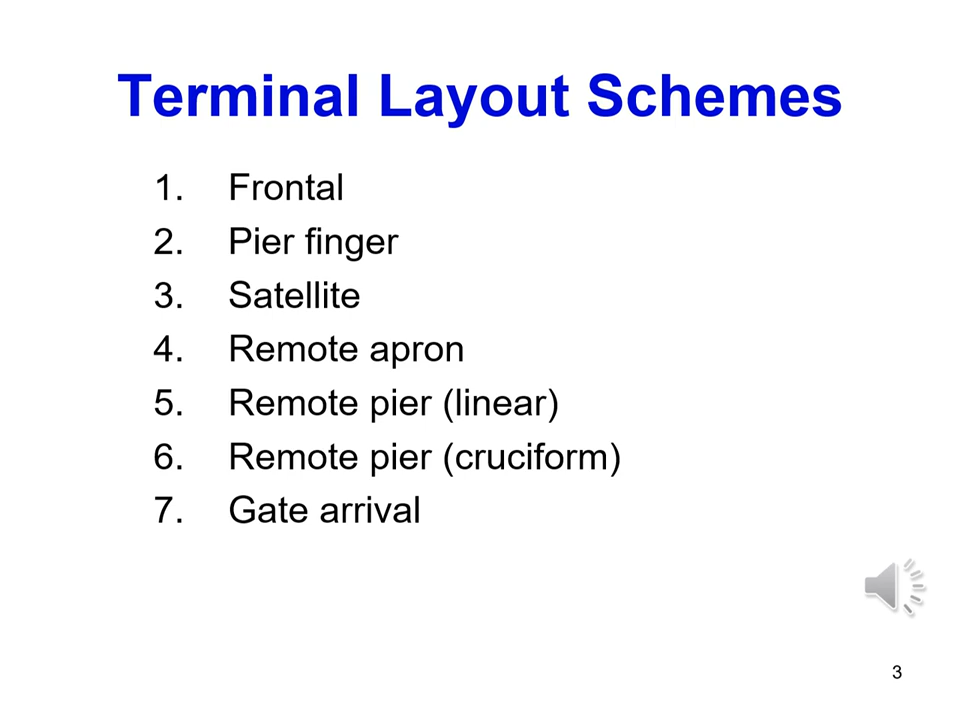 Terminal Layout Schemes
1. Frontal
2. Pier finger
3. Satellite
4. Remote apron
5. Remote pier (linear)
6. Remote pier (cruciform)
7. Gate arrival
3